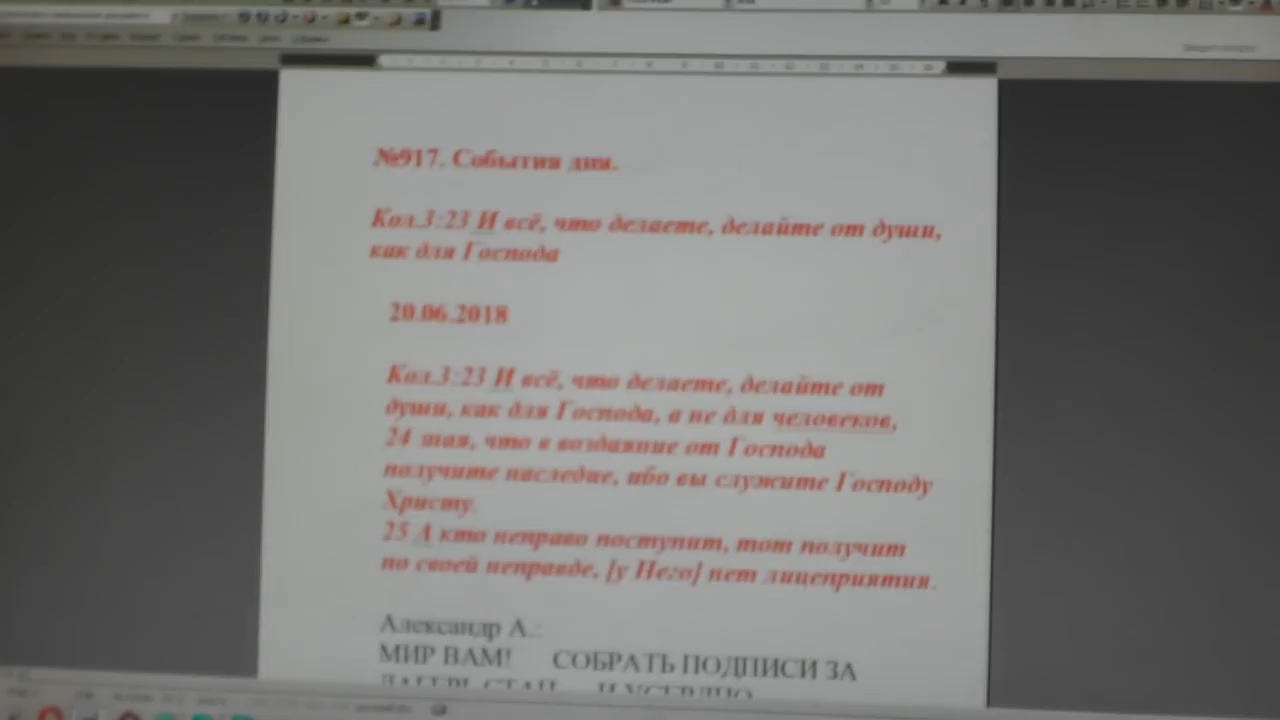 №917. События дня.
Кол.3:23 И всё, что делаете, делайте от души,
как для Господа
20.06.2018
Кол.3:23 И всё, что делаете, делайте от
души, как для Господа, а не для человеков,
24 зная, что в воздаяние от Господа
получите наследие, ибо вы служите Господу
Христу.
25 А кто неправо поступит, тот получит
по своей неправде, [у Него] нет лицеприятия.
Александр А.:
МИР ВАМ! СОБРАТЬ ПОДПИСИ ЗА